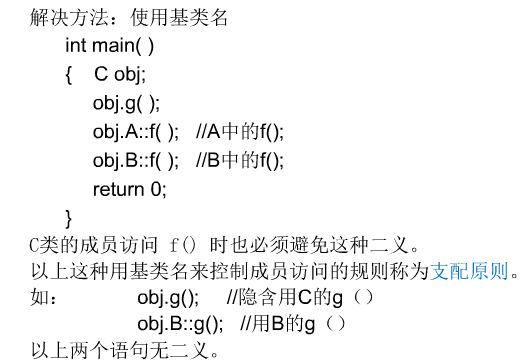 解决方法：使用基类名
int main( )
{    C obj;
obj.g( );
obj.A::f( );   //A中的f();
obj.B::f( );   //B中的f();
return 0;
}
C类的成员访问 f() 时也必须避免这种二义。
以上这种用基类名来控制成员访问的规则称为支配原则。
如：   obj.g();     //隐含用C的g（）
obj.B::g();   //用B的g（）
以上两个语句无二义。